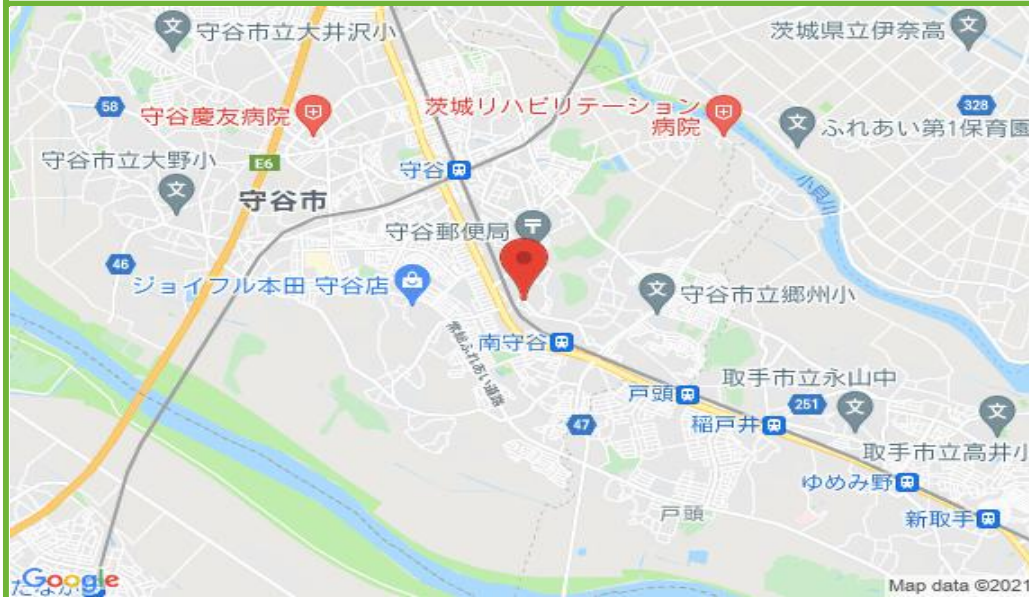 守谷市立大井沢小
茨城県立伊奈高
58
守谷慶友病院
茨城リハビリテーション
病院
328
ふれあい第1保育園
守谷市立大野小
E6
守谷
守谷市
小貝川
守谷郵便局
46
ジョイフル本田 守谷店
守谷市立郷州小
常総ふれあい道路
南守谷
戸頭
取手市立永山中
251
47
稲戸井
取手市立高井小
ゆめみ野
戸頭
新取手
Google
Map data ©2021